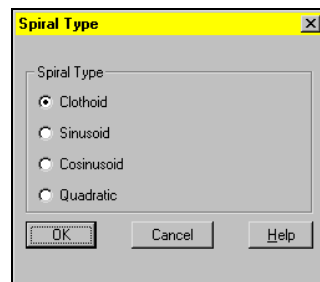 Spiral Type
Spiral Type
Clothoid
Sinusoid
Cosinusoid
Quadratic
OK Cancel Help